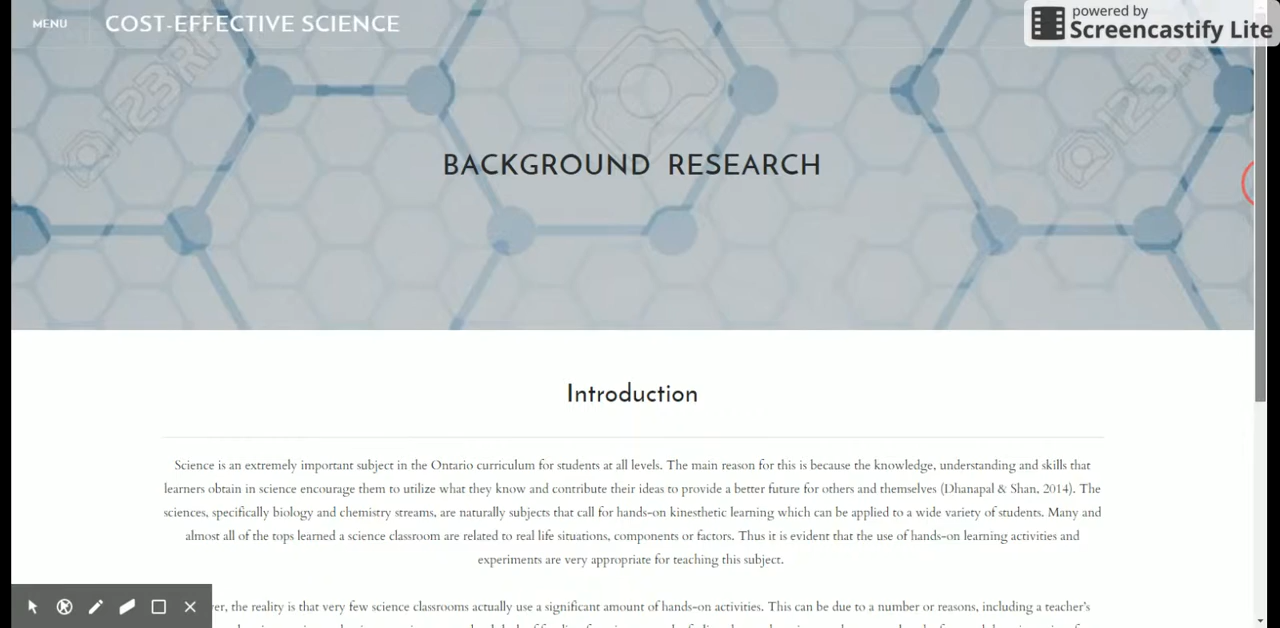 MENU COST-EFFECTIVE SCIENCE
powered by
Screencastify Lite
BACKGROUND RESEARCH
Introduction
Science is an extremely important subject in the Ontario curriculum for students at all levels. The main reason for this is because the knowledge, understanding and skills that
learners obtain in science encourage them to utilize what they know and contribute their ideas to provide a better future for others and themselves (Dhanapal & Shan, 2014). The
sciences, specifically biology and chemistry streams, are naturally subjects that call for hands-on kinesthetic learning which can be applied to a wide variety of students. Many and
almost all of the tops learned a science classroom are related to real life situations, components or factors. Thus it is evident that the use of hands-on learning activities and
experiments are very appropriate for teaching this subject.
ver, the reality is that very few science classrooms actually use a significant amount of hands-on activities. This can be due to a number or reasons, including a teacher's